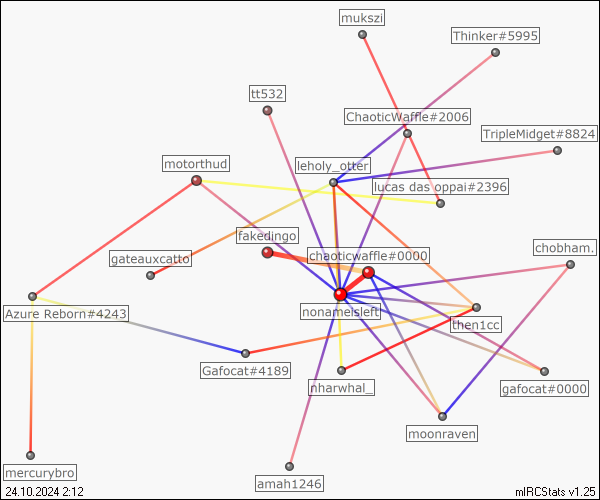 mukszi
Thinker#5995
tt532
ChaoticWaffle#2006
TripleMidget#8824
motorthud
leholy_otter
lucas das oppai#2396
fakedingo
chaoticwaffle#0000
chobham.
gateauxcatto
Azure Reborn#4243
nonameisleft
then1cc
Gafocat#4189
nharwhal_
gafocat#0000
moonraven
mercurybro
amah1246
24.10.2024 2:12
mIRCStats v1.25